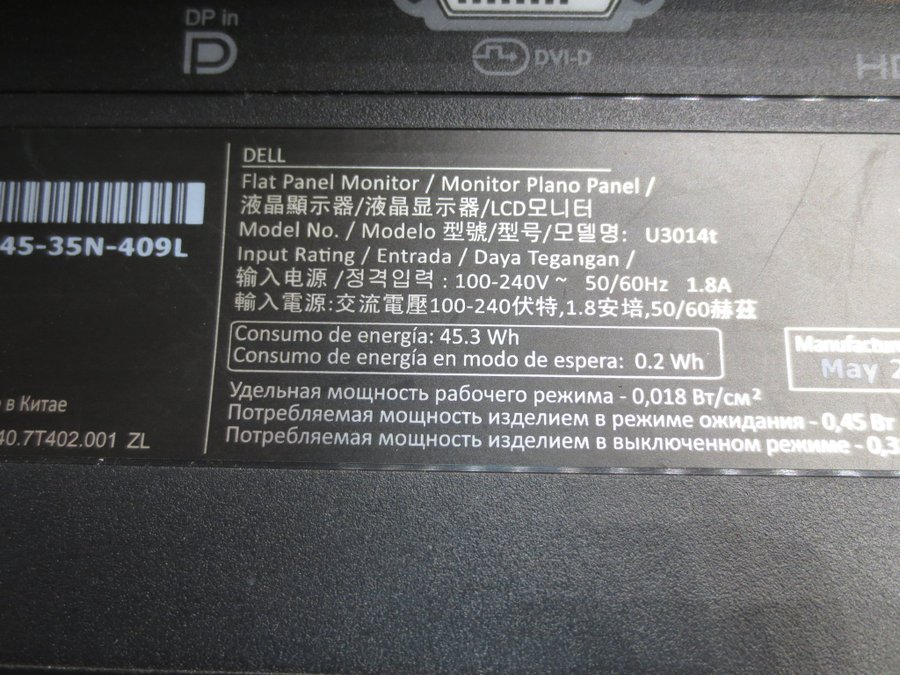 DP in
DVI-D
HD
DELL
Flat Panel Monitor / Monitor Plano Panel /
液晶顯示器/液晶显示器/LCD모니터
Model No. / Modelo 型號/型号/모델명: U3014t
Input Rating / Entrada / Daya Tegangan /
输入电源 /정격입력 : 100-240V ~ 50/60Hz 1.8A
輸入電源:交流電壓100-240伏特,1.8安培,50/60赫茲
Consumo de energía: 45.3 Wh
Consumo de energía en modo de espera: 0.2 Wh
Удельная мощность рабочего режима - 0,018 Вт/см²
Потребляемая мощность изделием в режиме ожидания - 0,45 Вт
Потребляемая мощность изделием в выключенном режиме - 0,3
45-35N-409L
в Китае
40.7T402.001 ZL
Manufacture
May 2